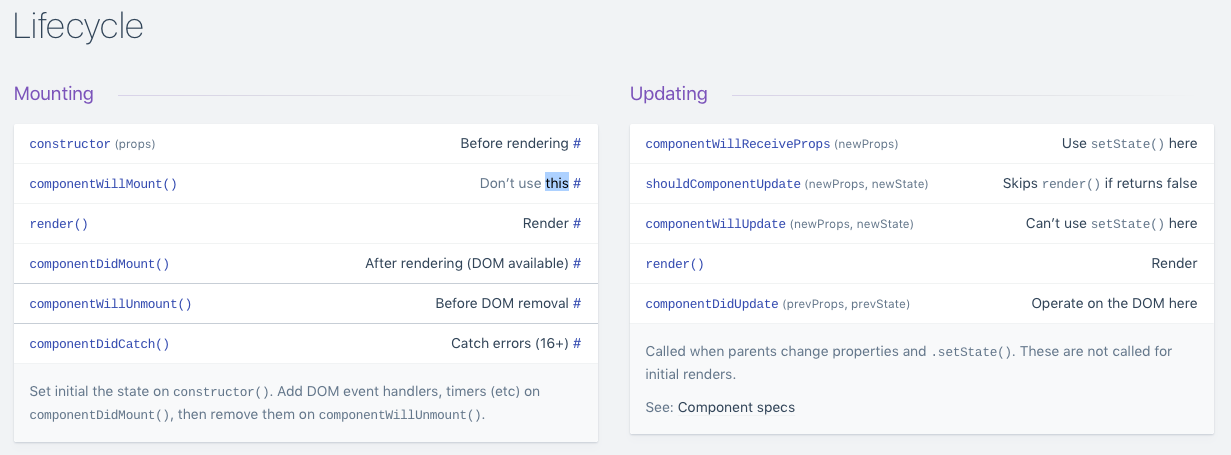 Lifecycle
Mounting
constructor (props) Before rendering #
componentWillMount() Don’t use this #
render() Render #
componentDidMount() After rendering (DOM available) #
componentWillUnmount() Before DOM removal #
componentDidCatch() Catch errors (16+) #
Set initial the state on constructor(). Add DOM event handlers, timers (etc) on
componentDidMount(), then remove them on componentWillUnmount().
Updating
componentWillReceiveProps (newProps) Use setState() here
shouldComponentUpdate (newProps, newState) Skips render() if returns false
componentWillUpdate (newProps, newState) Can’t use setState() here
render() Render
componentDidUpdate (prevProps, prevState) Operate on the DOM here
Called when parents change properties and .setState(). These are not called for
initial renders.
See: Component specs